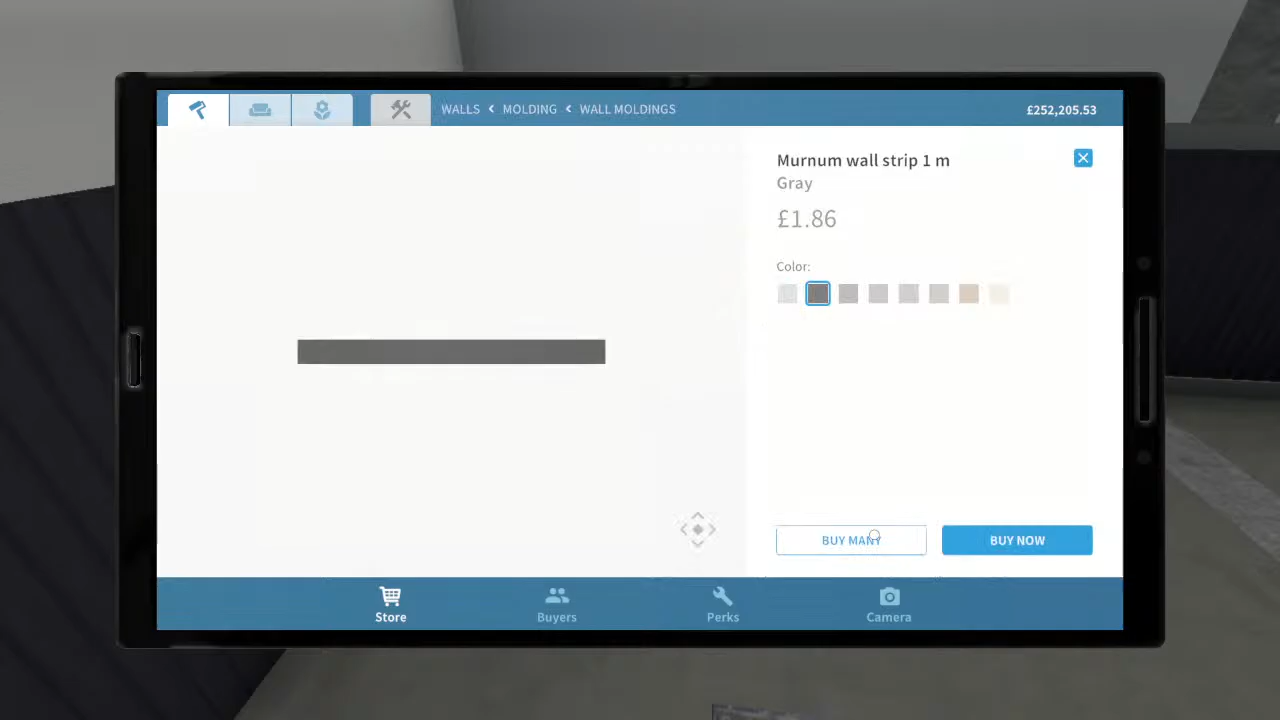 WALLS < MOLDING < WALL MOLDINGS
£252,205.53
Murnum wall strip 1 m
Gray
£1.86
Color:
BUY MANY
BUY NOW
Store
Buyers
Perks
Camera